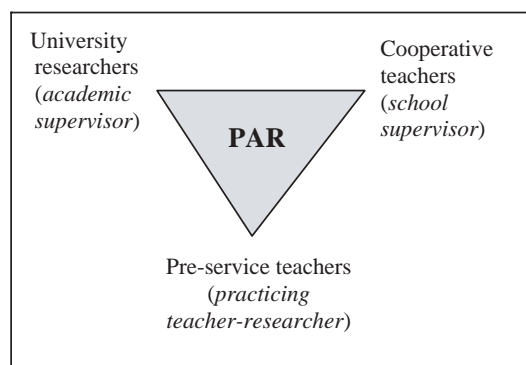 University
researchers
(academic
supervisor)
Cooperative
teachers
(school
supervisor)
PAR
Pre-service teachers
(practicing
teacher-researcher)